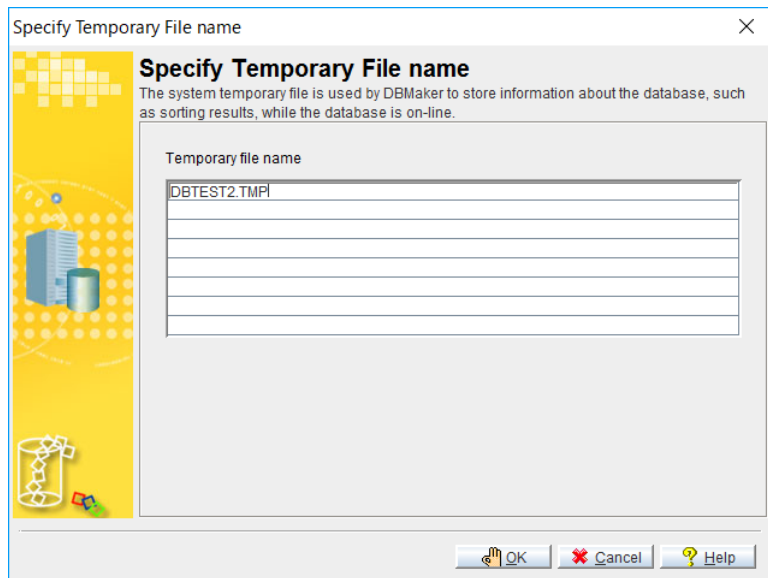 Specify Temporary File name
Specify Temporary File name
The system temporary file is used by DBMaker to store information about the database, such
as sorting results, while the database is on-line.
Temporary file name
DBTEST2.TMP
OK Cancel Help